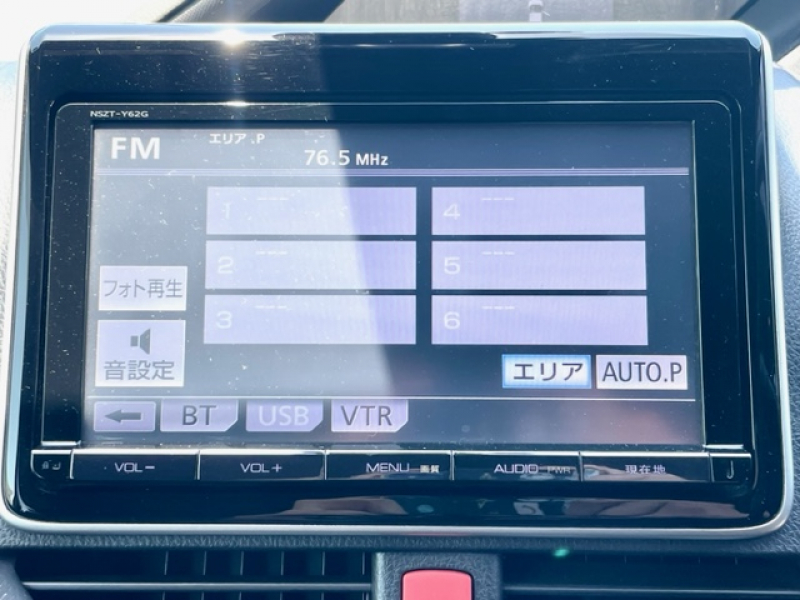 NSZT-Y62G
FM エリア.P
76.5 MHz
1 ---
4 ---
2 ---
5 ---
3 ---
6 ---
フォト再生
音設定
エリア AUTO.P
BT USB VTR
VOL− VOL+ MENU 画質 AUDIO PWR 現在地